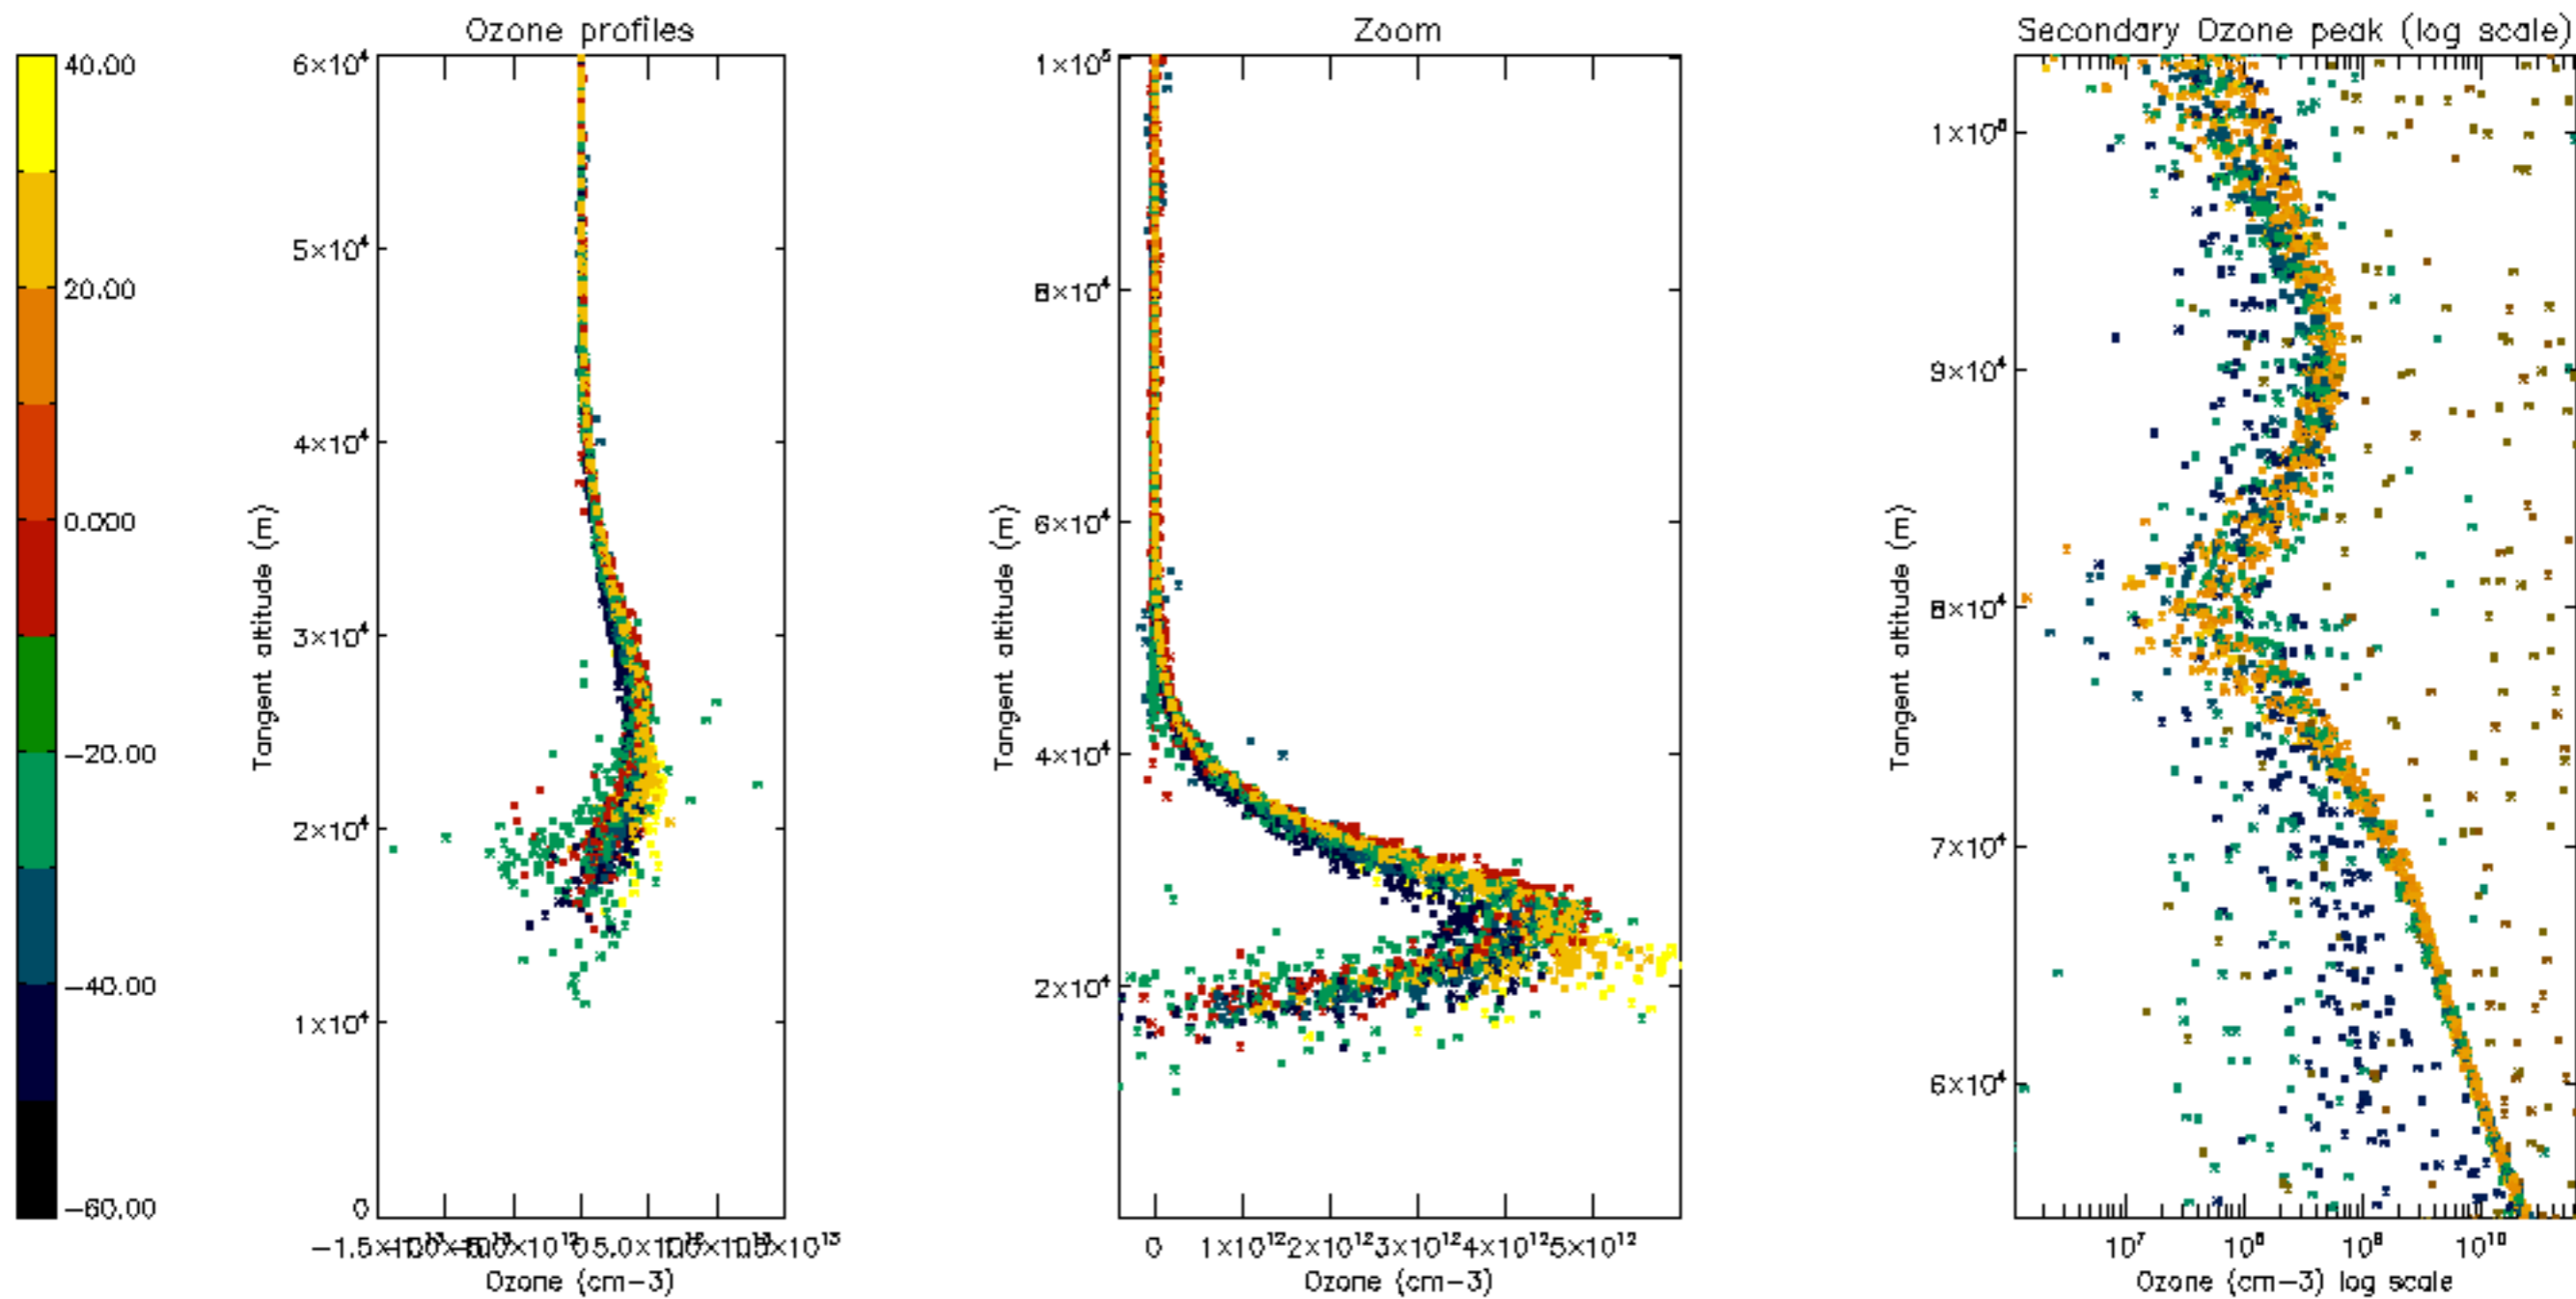 Ozone profiles
Zoom
Secondary Ozone peak (log scale)
40.00
20.00
0.000
−20.00
−40.00
−60.00
6×10⁴
5×10⁴
4×10⁴
3×10⁴
2×10⁴
1×10⁴
0
Tangent altitude (m)
Ozone (cm−3)
1×10⁵
8×10⁴
6×10⁴
4×10⁴
2×10⁴
Tangent altitude (m)
0 1×10¹² 2×10¹² 3×10¹² 4×10¹² 5×10¹²
Ozone (cm−3)
9×10⁴
8×10⁴
7×10⁴
6×10⁴
Tangent altitude (m)
10⁷ 10⁸ 10⁹ 10¹⁰
Ozone (cm−3) log scale